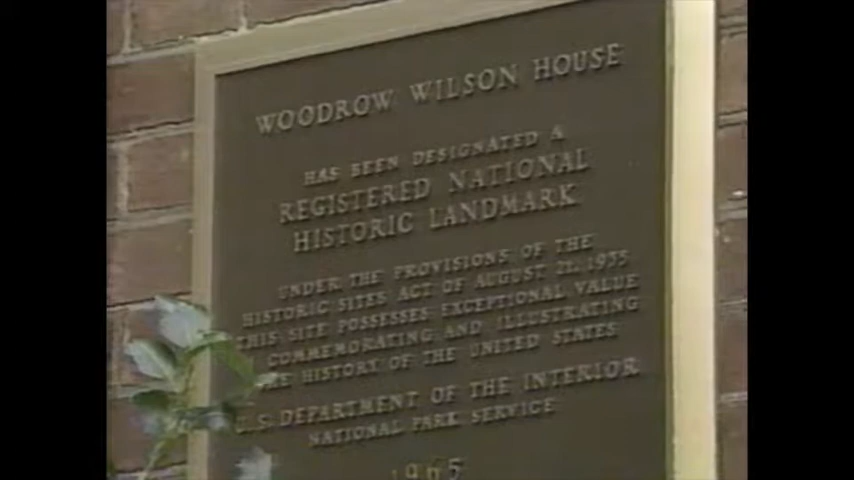 WOODROW WILSON HOUSE
HAS BEEN DESIGNATED A
REGISTERED NATIONAL
HISTORIC LANDMARK
UNDER THE PROVISIONS OF THE
HISTORIC SITES ACT OF AUGUST 21, 1935
THIS SITE POSSESSES EXCEPTIONAL VALUE
COMMEMORATING AND ILLUSTRATING
THE HISTORY OF THE UNITED STATES
U.S. DEPARTMENT OF THE INTERIOR
NATIONAL PARK SERVICE
1965